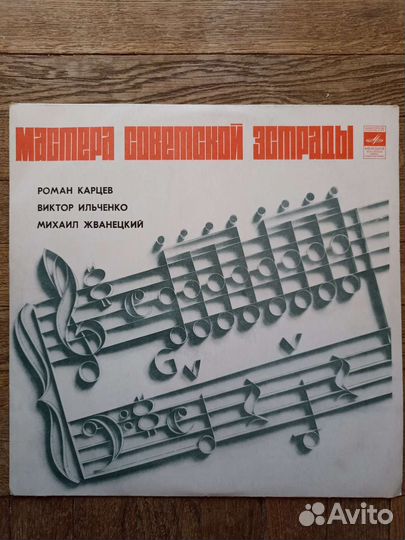 Мастера советской эстрады
РОМАН КАРЦЕВ
ВИКТОР ИЛЬЧЕНКО
МИХАИЛ ЖВАНЕЦКИЙ
G v v
Avito